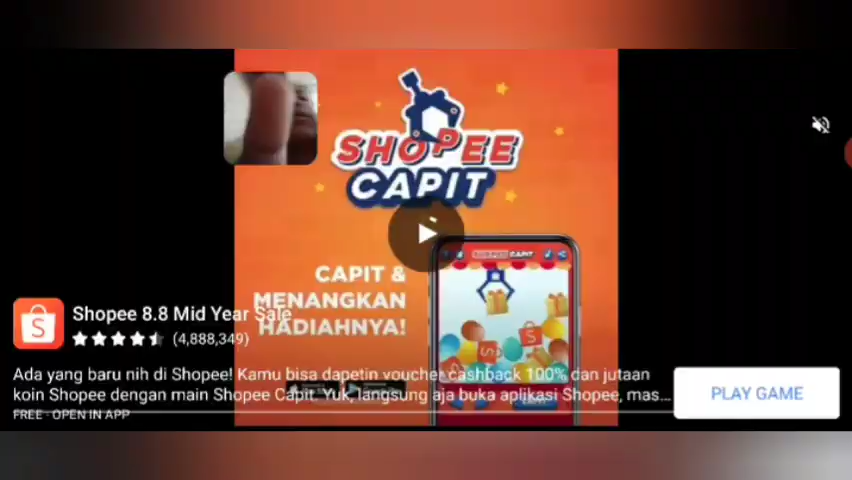 SHOPEE
CAPIT
CAPIT &
MENANGKAN
HADIAHNYA!
SHOPEE CAPIT
S
Shopee 8.8 Mid Year Sale
(4,888,349)
Ada yang baru nih di Shopee! Kamu bisa dapetin voucher cashback 100% dan jutaan
koin Shopee dengan main Shopee Capit. Yuk, langsung aja buka aplikasi Shopee, mas...
FREE · OPEN IN APP
PLAY GAME